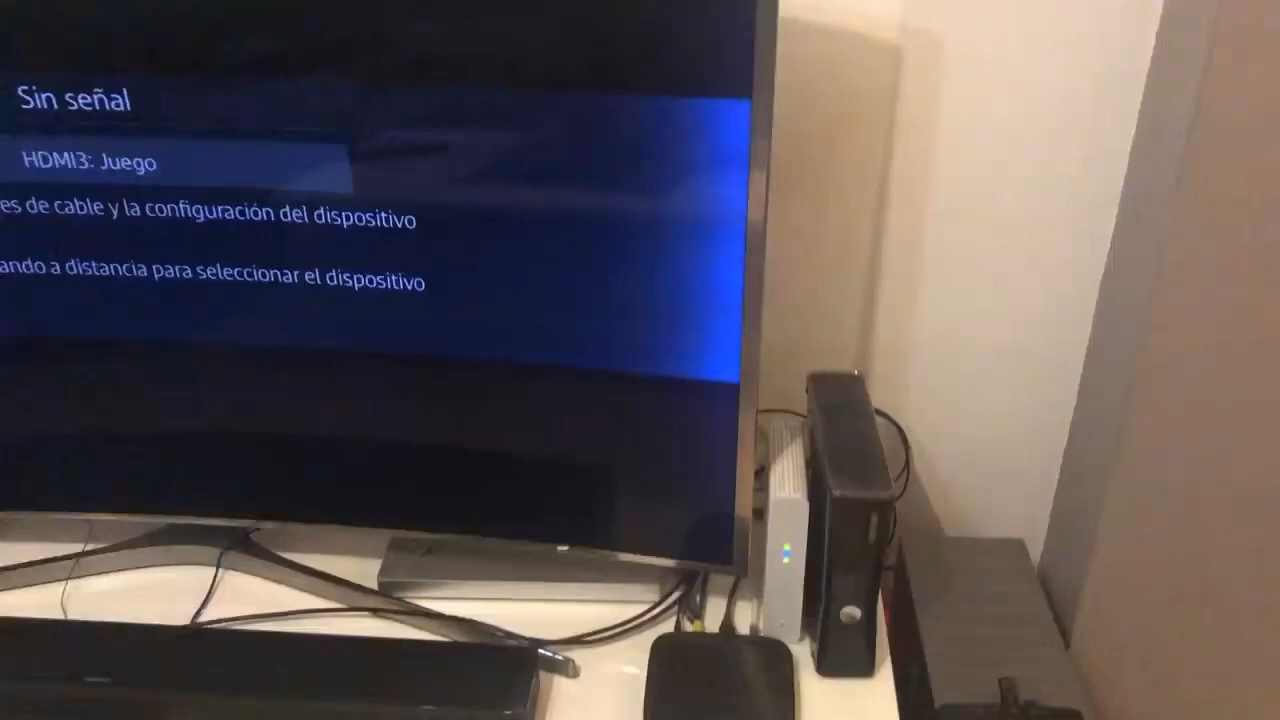 Sin señal
HDMI3: Juego
es de cable y la configuración del dispositivo
ando a distancia para seleccionar el dispositivo